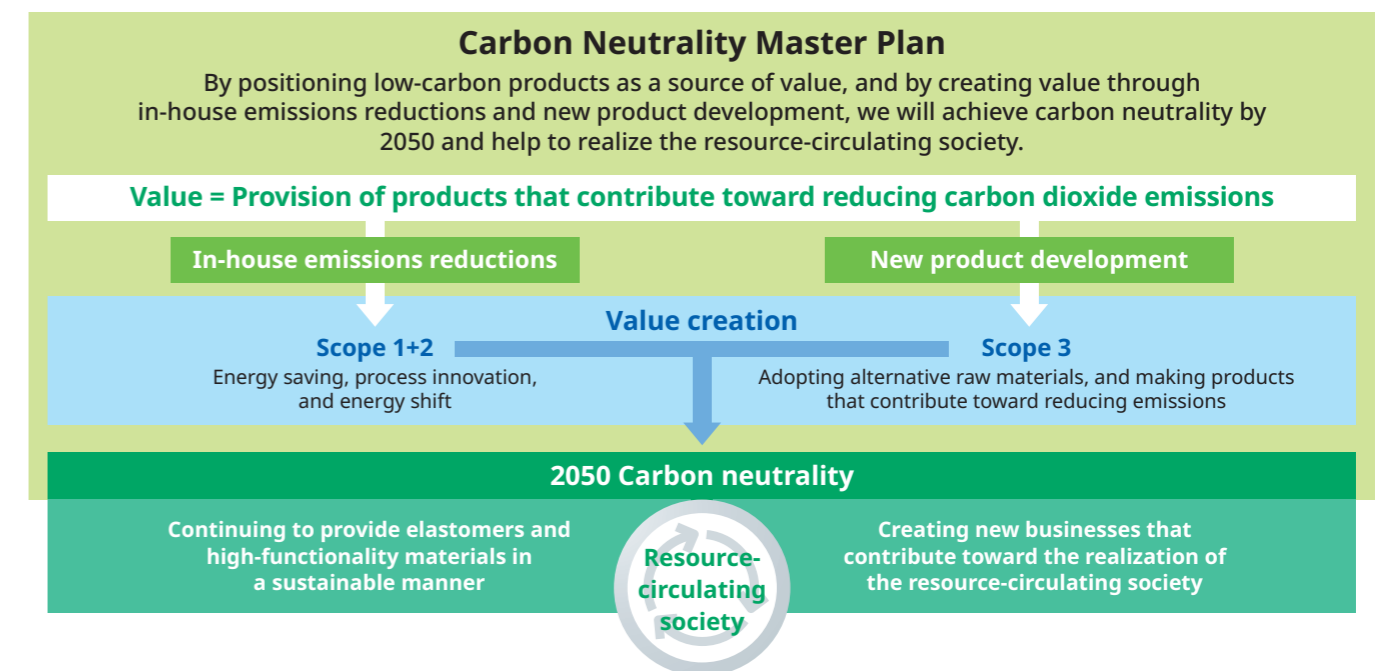 Carbon Neutrality Master Plan
By positioning low-carbon products as a source of value, and by creating value through
in-house emissions reductions and new product development, we will achieve carbon neutrality by
2050 and help to realize the resource-circulating society.
Value = Provision of products that contribute toward reducing carbon dioxide emissions
In-house emissions reductions
New product development
Value creation
Scope 1+2
Energy saving, process innovation,
and energy shift
Scope 3
Adopting alternative raw materials, and making products
that contribute toward reducing emissions
2050 Carbon neutrality
Continuing to provide elastomers and
high-functionality materials in
a sustainable manner
Resource-
circulating
society
Creating new businesses that
contribute toward the realization of
the resource-circulating society